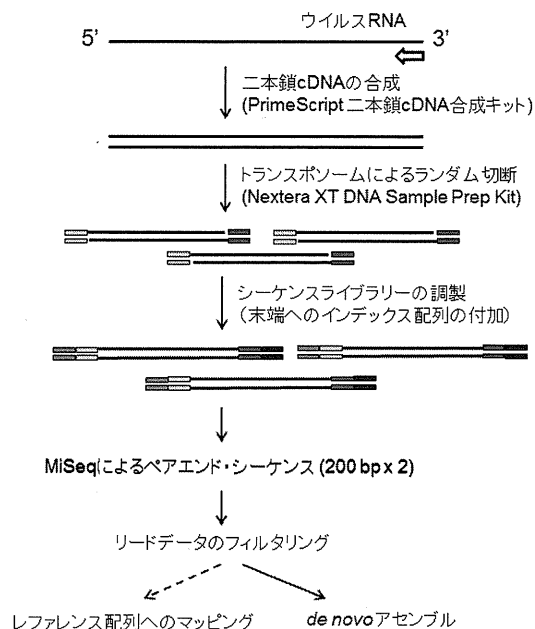 ウイルスRNA
5’ 3’
二本鎖cDNAの合成
(PrimeScript 二本鎖cDNA合成キット)
トランスポソームによるランダム切断
(Nextera XT DNA Sample Prep Kit)
シーケンスライブラリーの調製
(末端へのインデックス配列の付加)
MiSeqによるペアエンド・シーケンス (200 bp x 2)
リードデータのフィルタリング
レファレンス配列へのマッピング de novoアセンブル